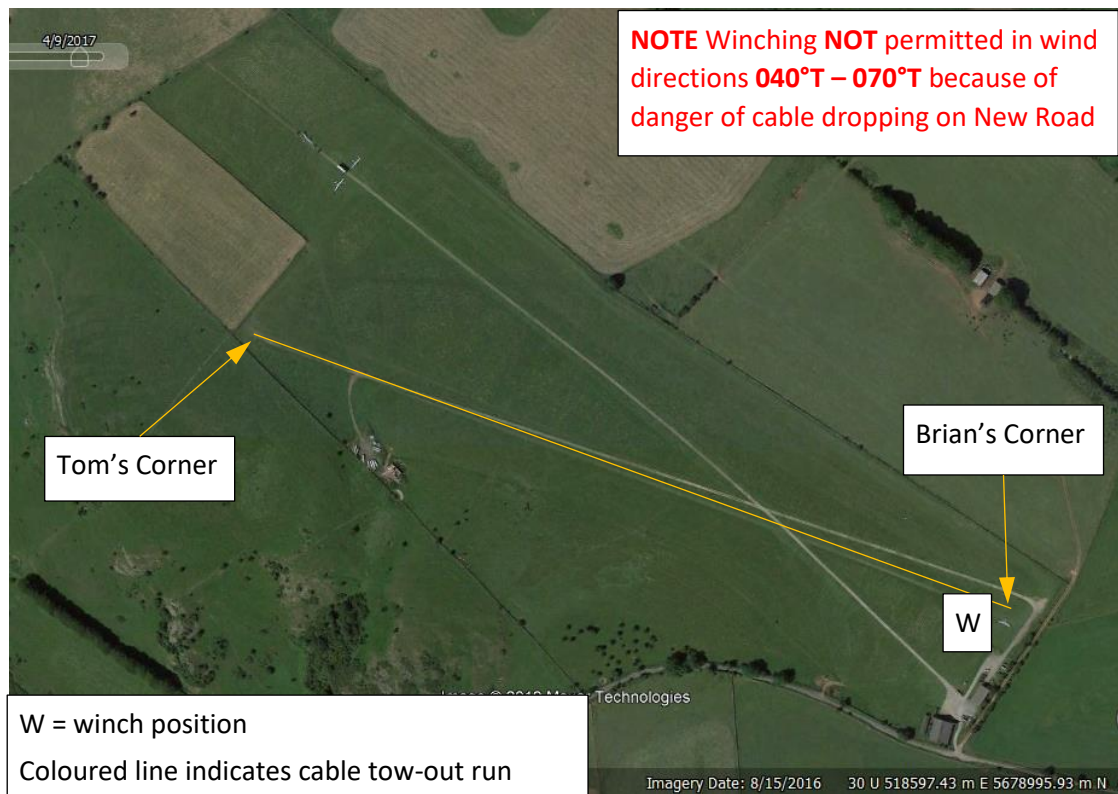 4/9/2017
NOTE Winching NOT permitted in wind
directions 040°T – 070°T because of
danger of cable dropping on New Road
Tom's Corner
Brian's Corner
W
Technologies
W = winch position
Coloured line indicates cable tow-out run
Imagery Date: 8/15/2016 30 U 518597.43 m E 5678995.93 m N